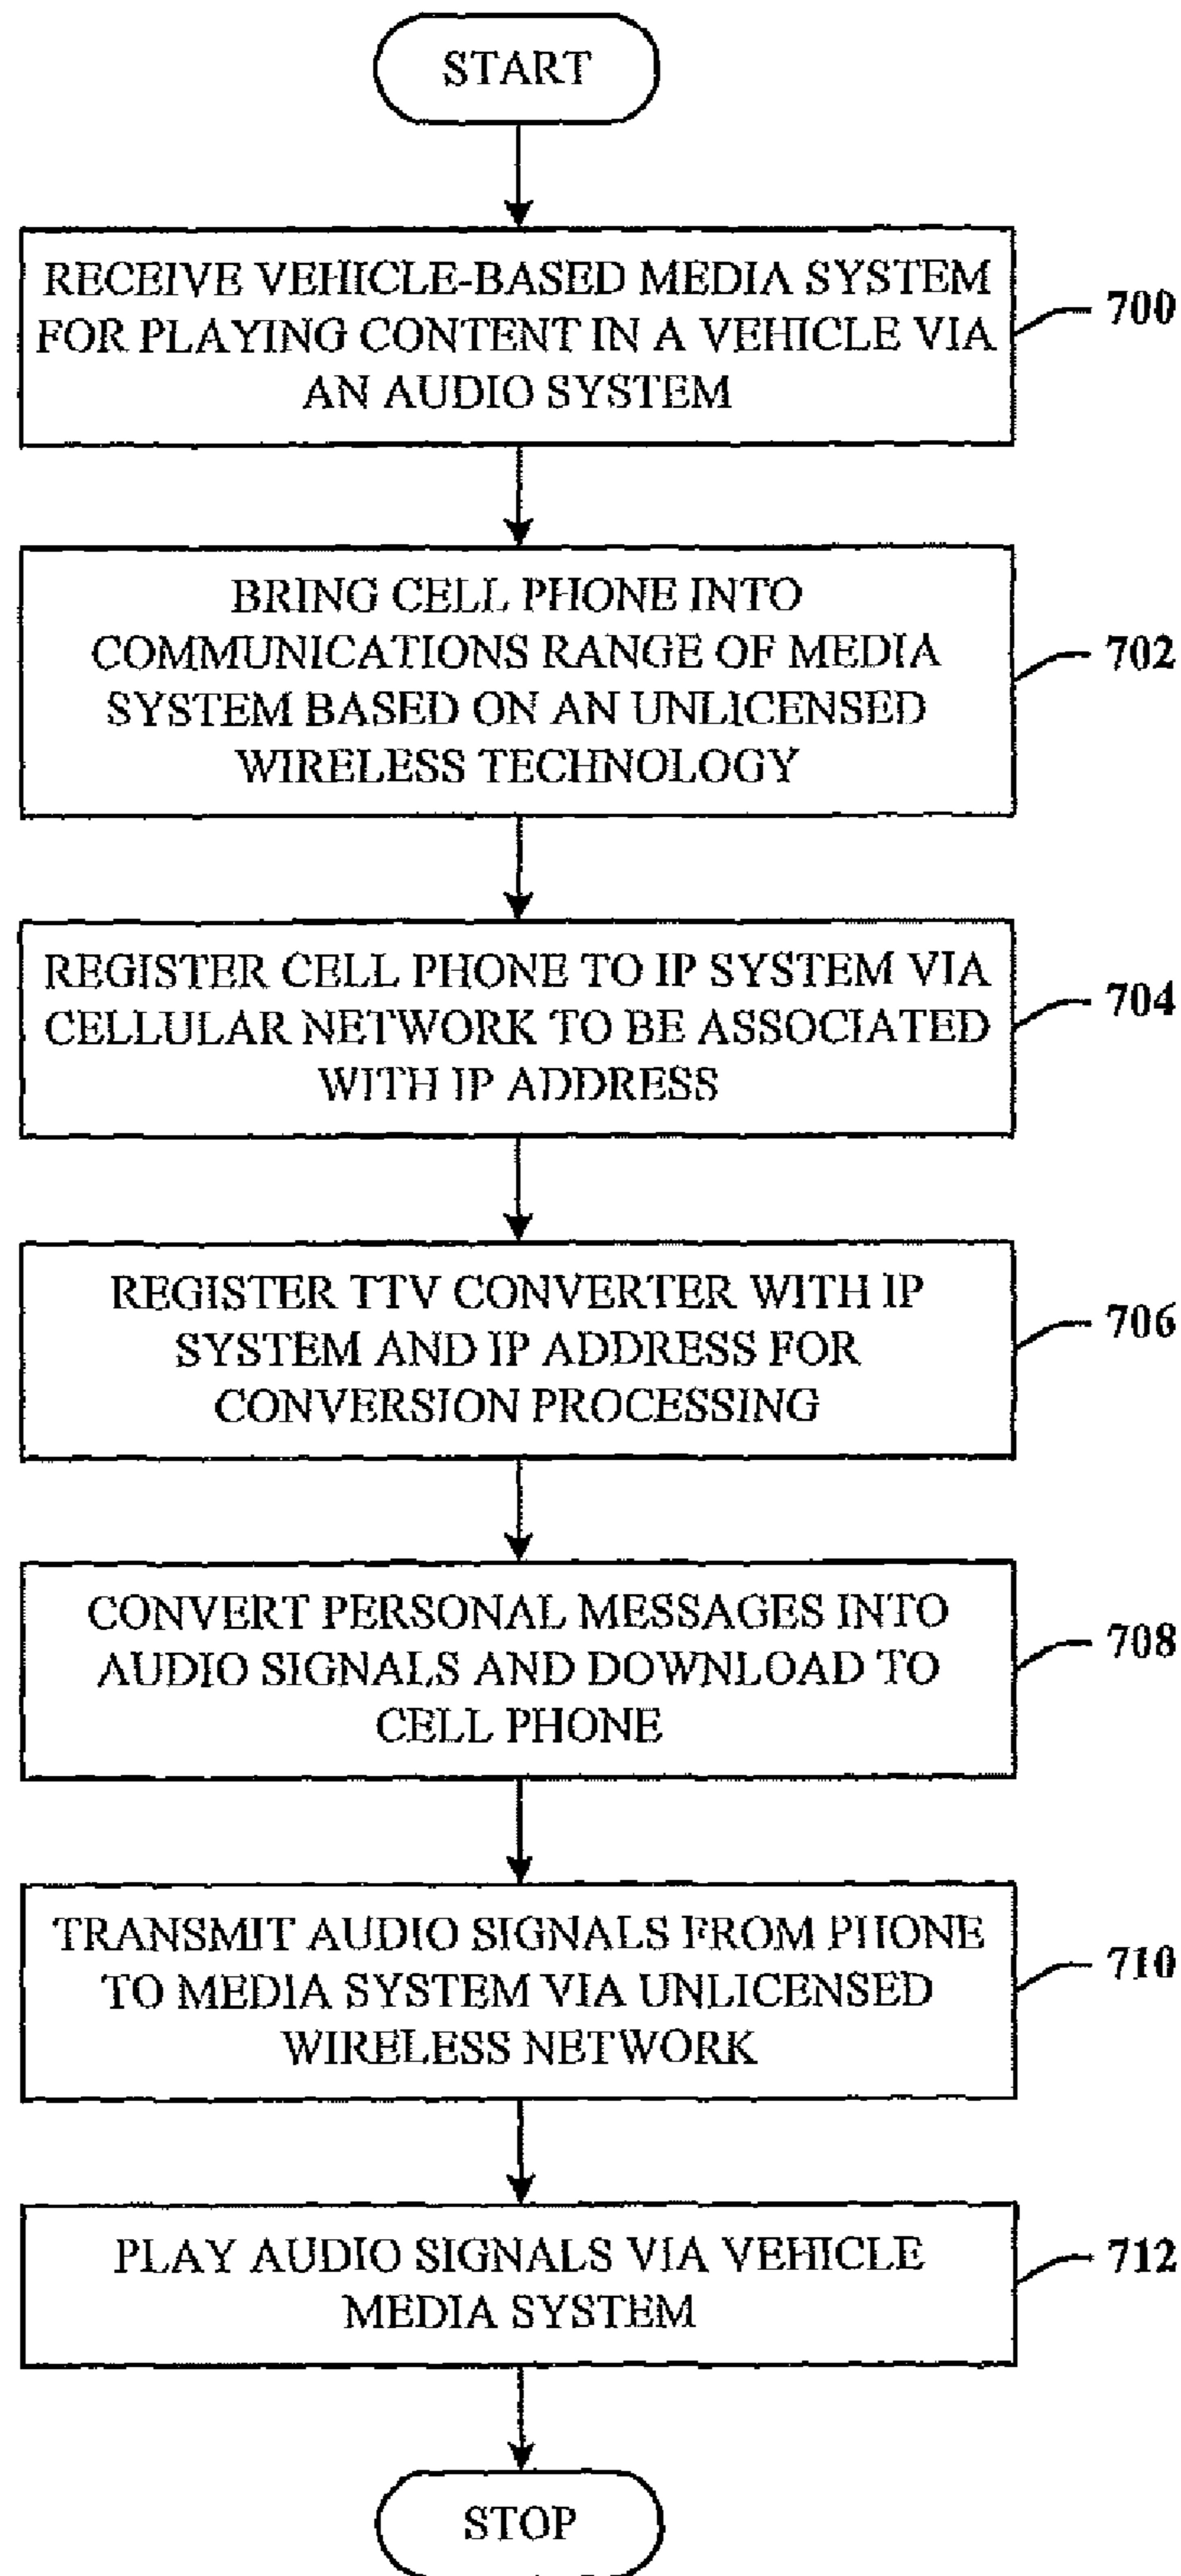 START
RECEIVE VEHICLE-BASED MEDIA SYSTEM
FOR PLAYING CONTENT IN A VEHICLE VIA
AN AUDIO SYSTEM
700
BRING CELL PHONE INTO
COMMUNICATIONS RANGE OF MEDIA
SYSTEM BASED ON AN UNLICENSED
WIRELESS TECHNOLOGY
702
REGISTER CELL PHONE TO IP SYSTEM VIA
CELLULAR NETWORK TO BE ASSOCIATED
WITH IP ADDRESS
704
REGISTER TTV CONVERTER WITH IP
SYSTEM AND IP ADDRESS FOR
CONVERSION PROCESSING
706
CONVERT PERSONAL MESSAGES INTO
AUDIO SIGNALS AND DOWNLOAD TO
CELL PHONE
708
TRANSMIT AUDIO SIGNALS FROM PHONE
TO MEDIA SYSTEM VIA UNLICENSED
WIRELESS NETWORK
710
PLAY AUDIO SIGNALS VIA VEHICLE
MEDIA SYSTEM
712
STOP